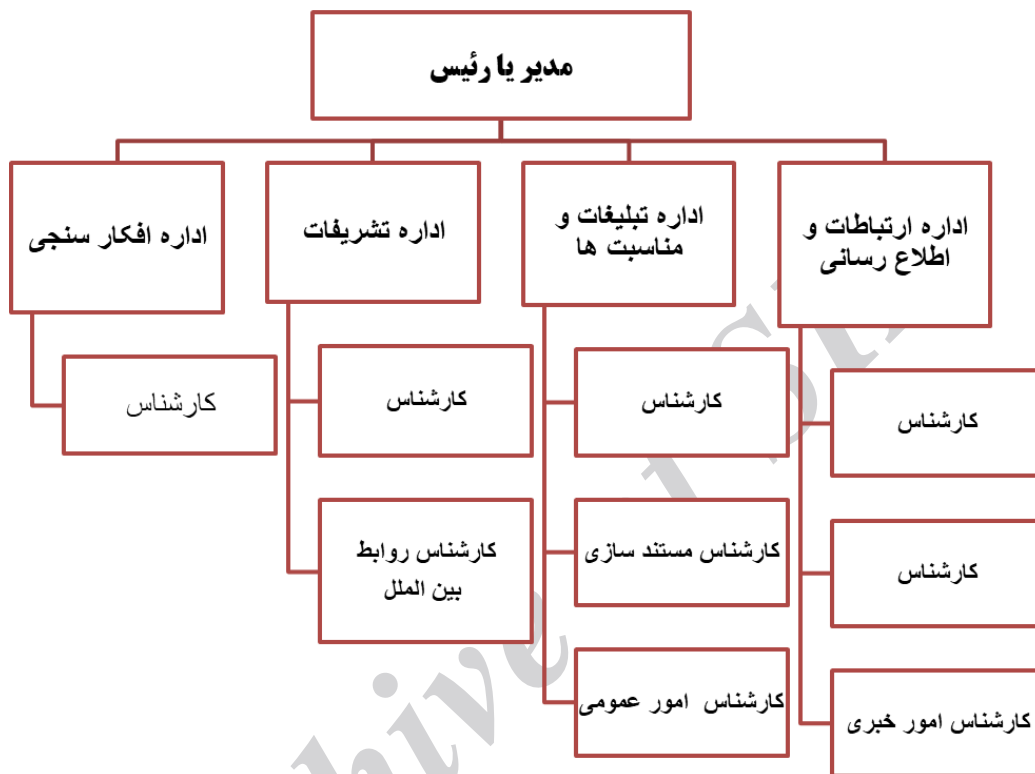 مدیر یا رئیس
اداره ارتباطات و
اطلاع رسانی
کارشناس
کارشناس
کارشناس امور خبری
اداره تبلیغات و
مناسبت ها
کارشناس
کارشناس مستند سازی
کارشناس  امور عمومی
اداره تشریفات
کارشناس
کارشناس روابط
بین الملل
اداره افکار سنجی
کارشناس